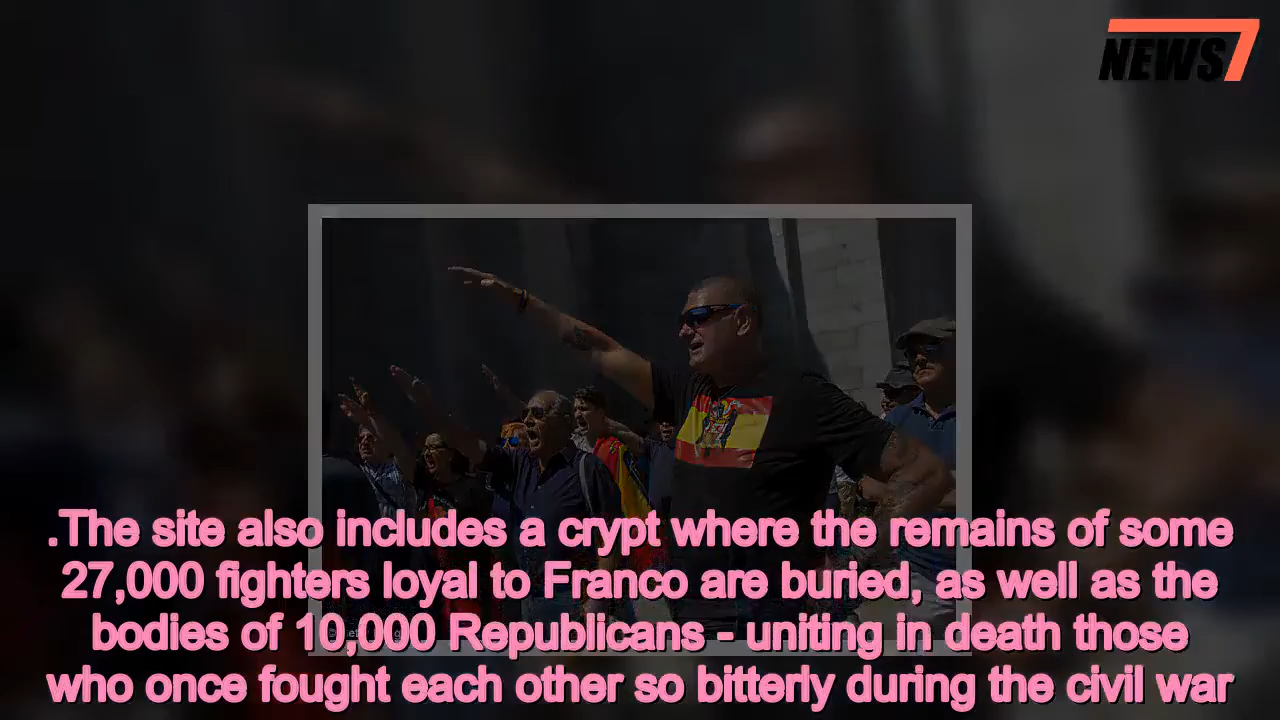 NEWS7
.The site also includes a crypt where the remains of some
27,000 fighters loyal to Franco are buried, as well as the
bodies of 10,000 Republicans - uniting in death those
who once fought each other so bitterly during the civil war